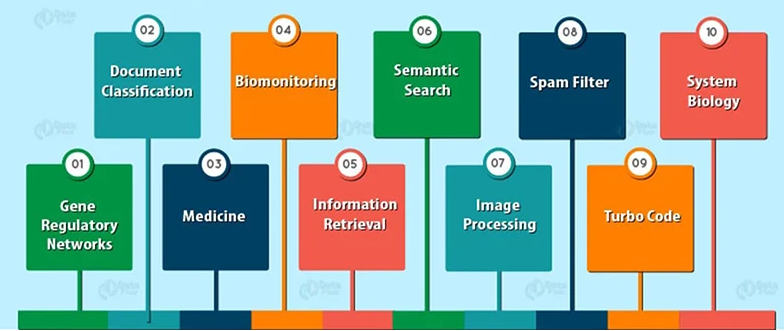 01
Gene
Regulatory
Networks
02
Document
Classification
03
Medicine
04
Biomonitoring
05
Information
Retrieval
06
Semantic
Search
07
Image
Processing
08
Spam Filter
09
Turbo Code
10
System
Biology